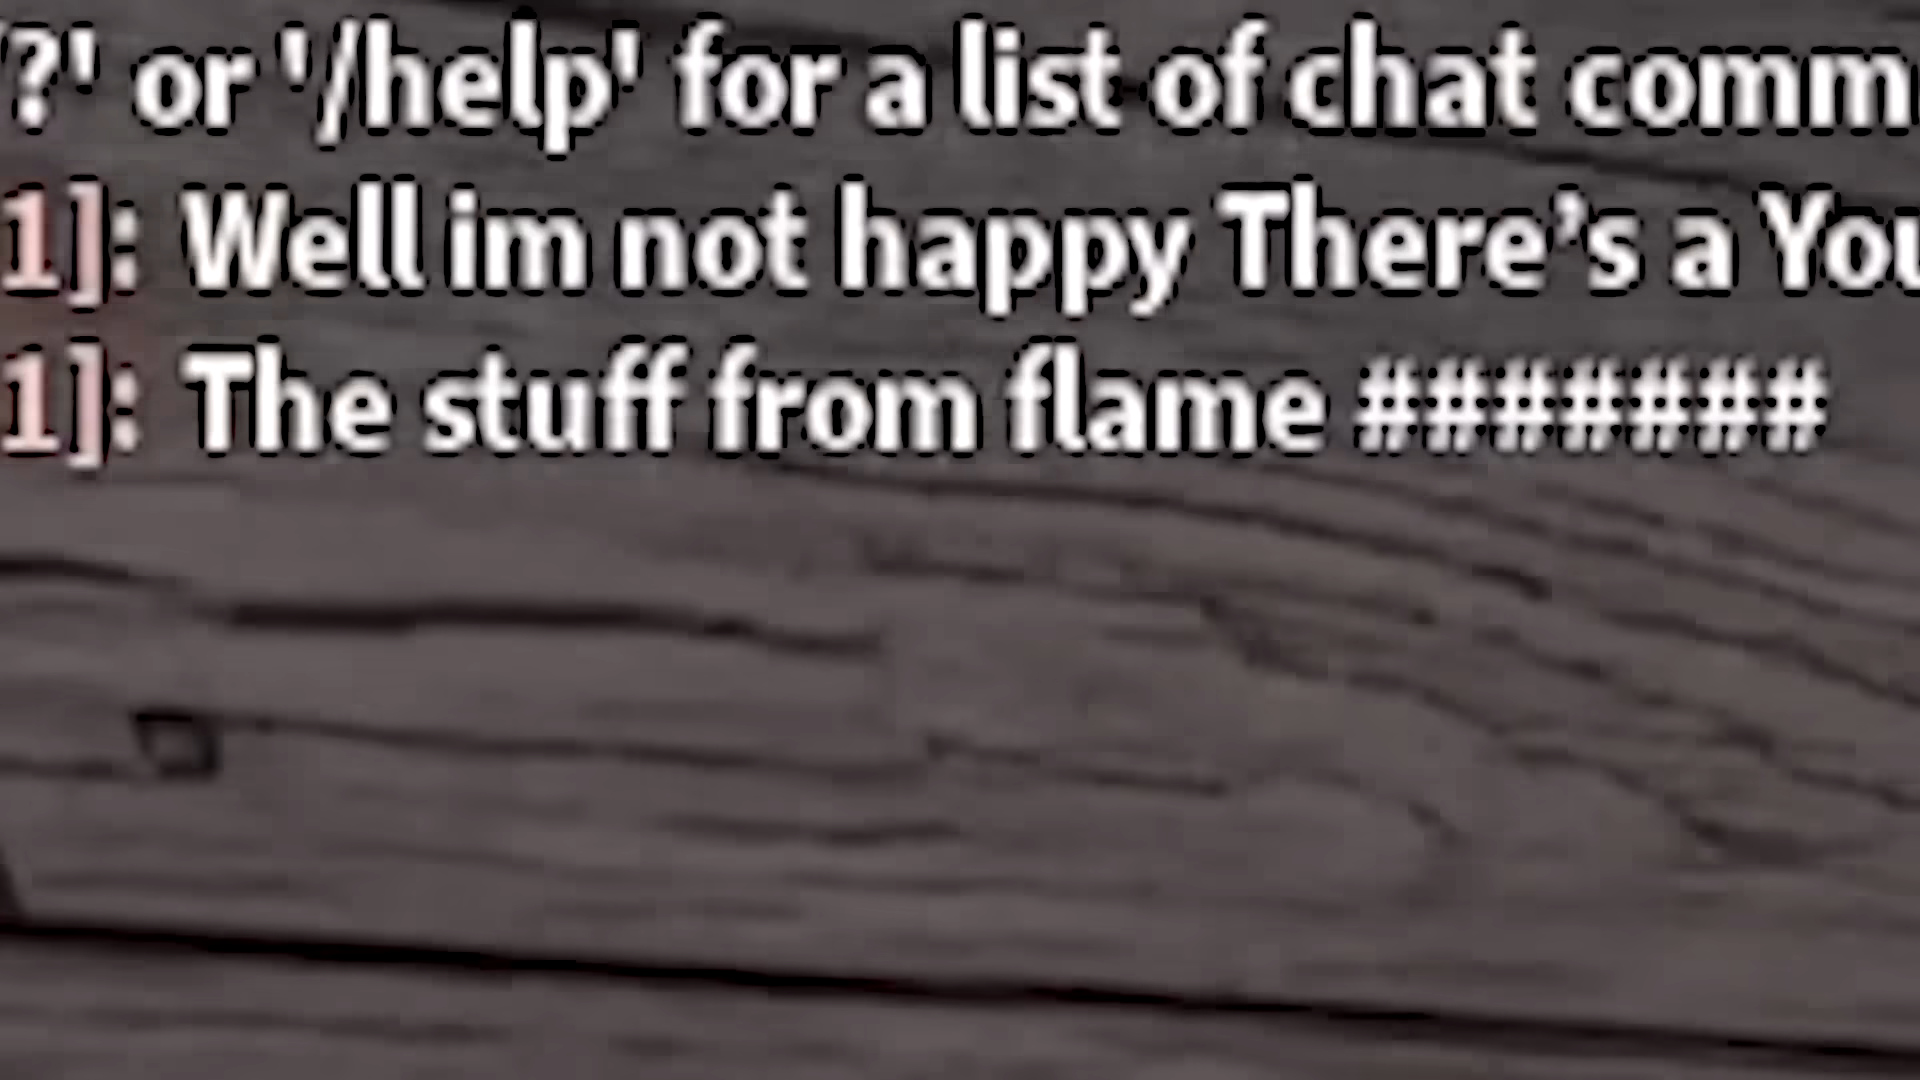 ?' or '/help' for a list of chat comm
1]: Well im not happy There’s a You
1]: The stuff from flame #######